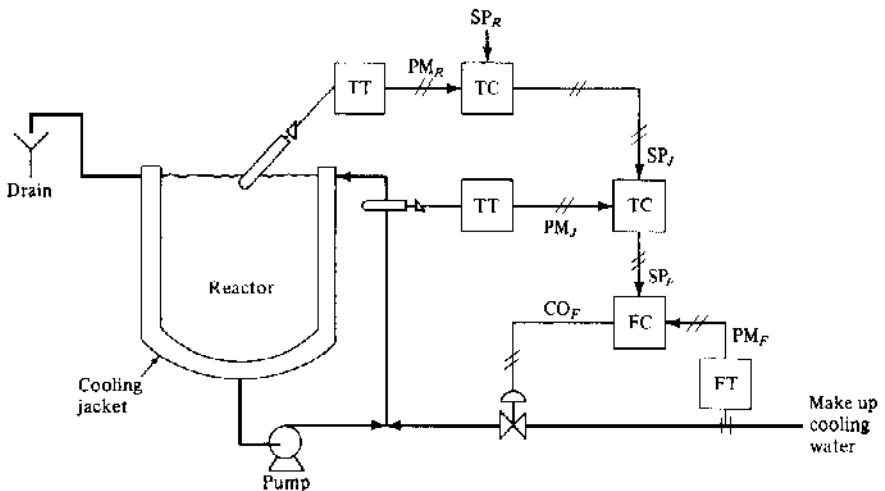 SP_R
TT
PM_R
TC
SP_J
Drain
TT
PM_J
TC
Reactor
SP_F
CO_F
FC
PM_F
FT
Cooling
jacket
Make up
cooling
water
Pump